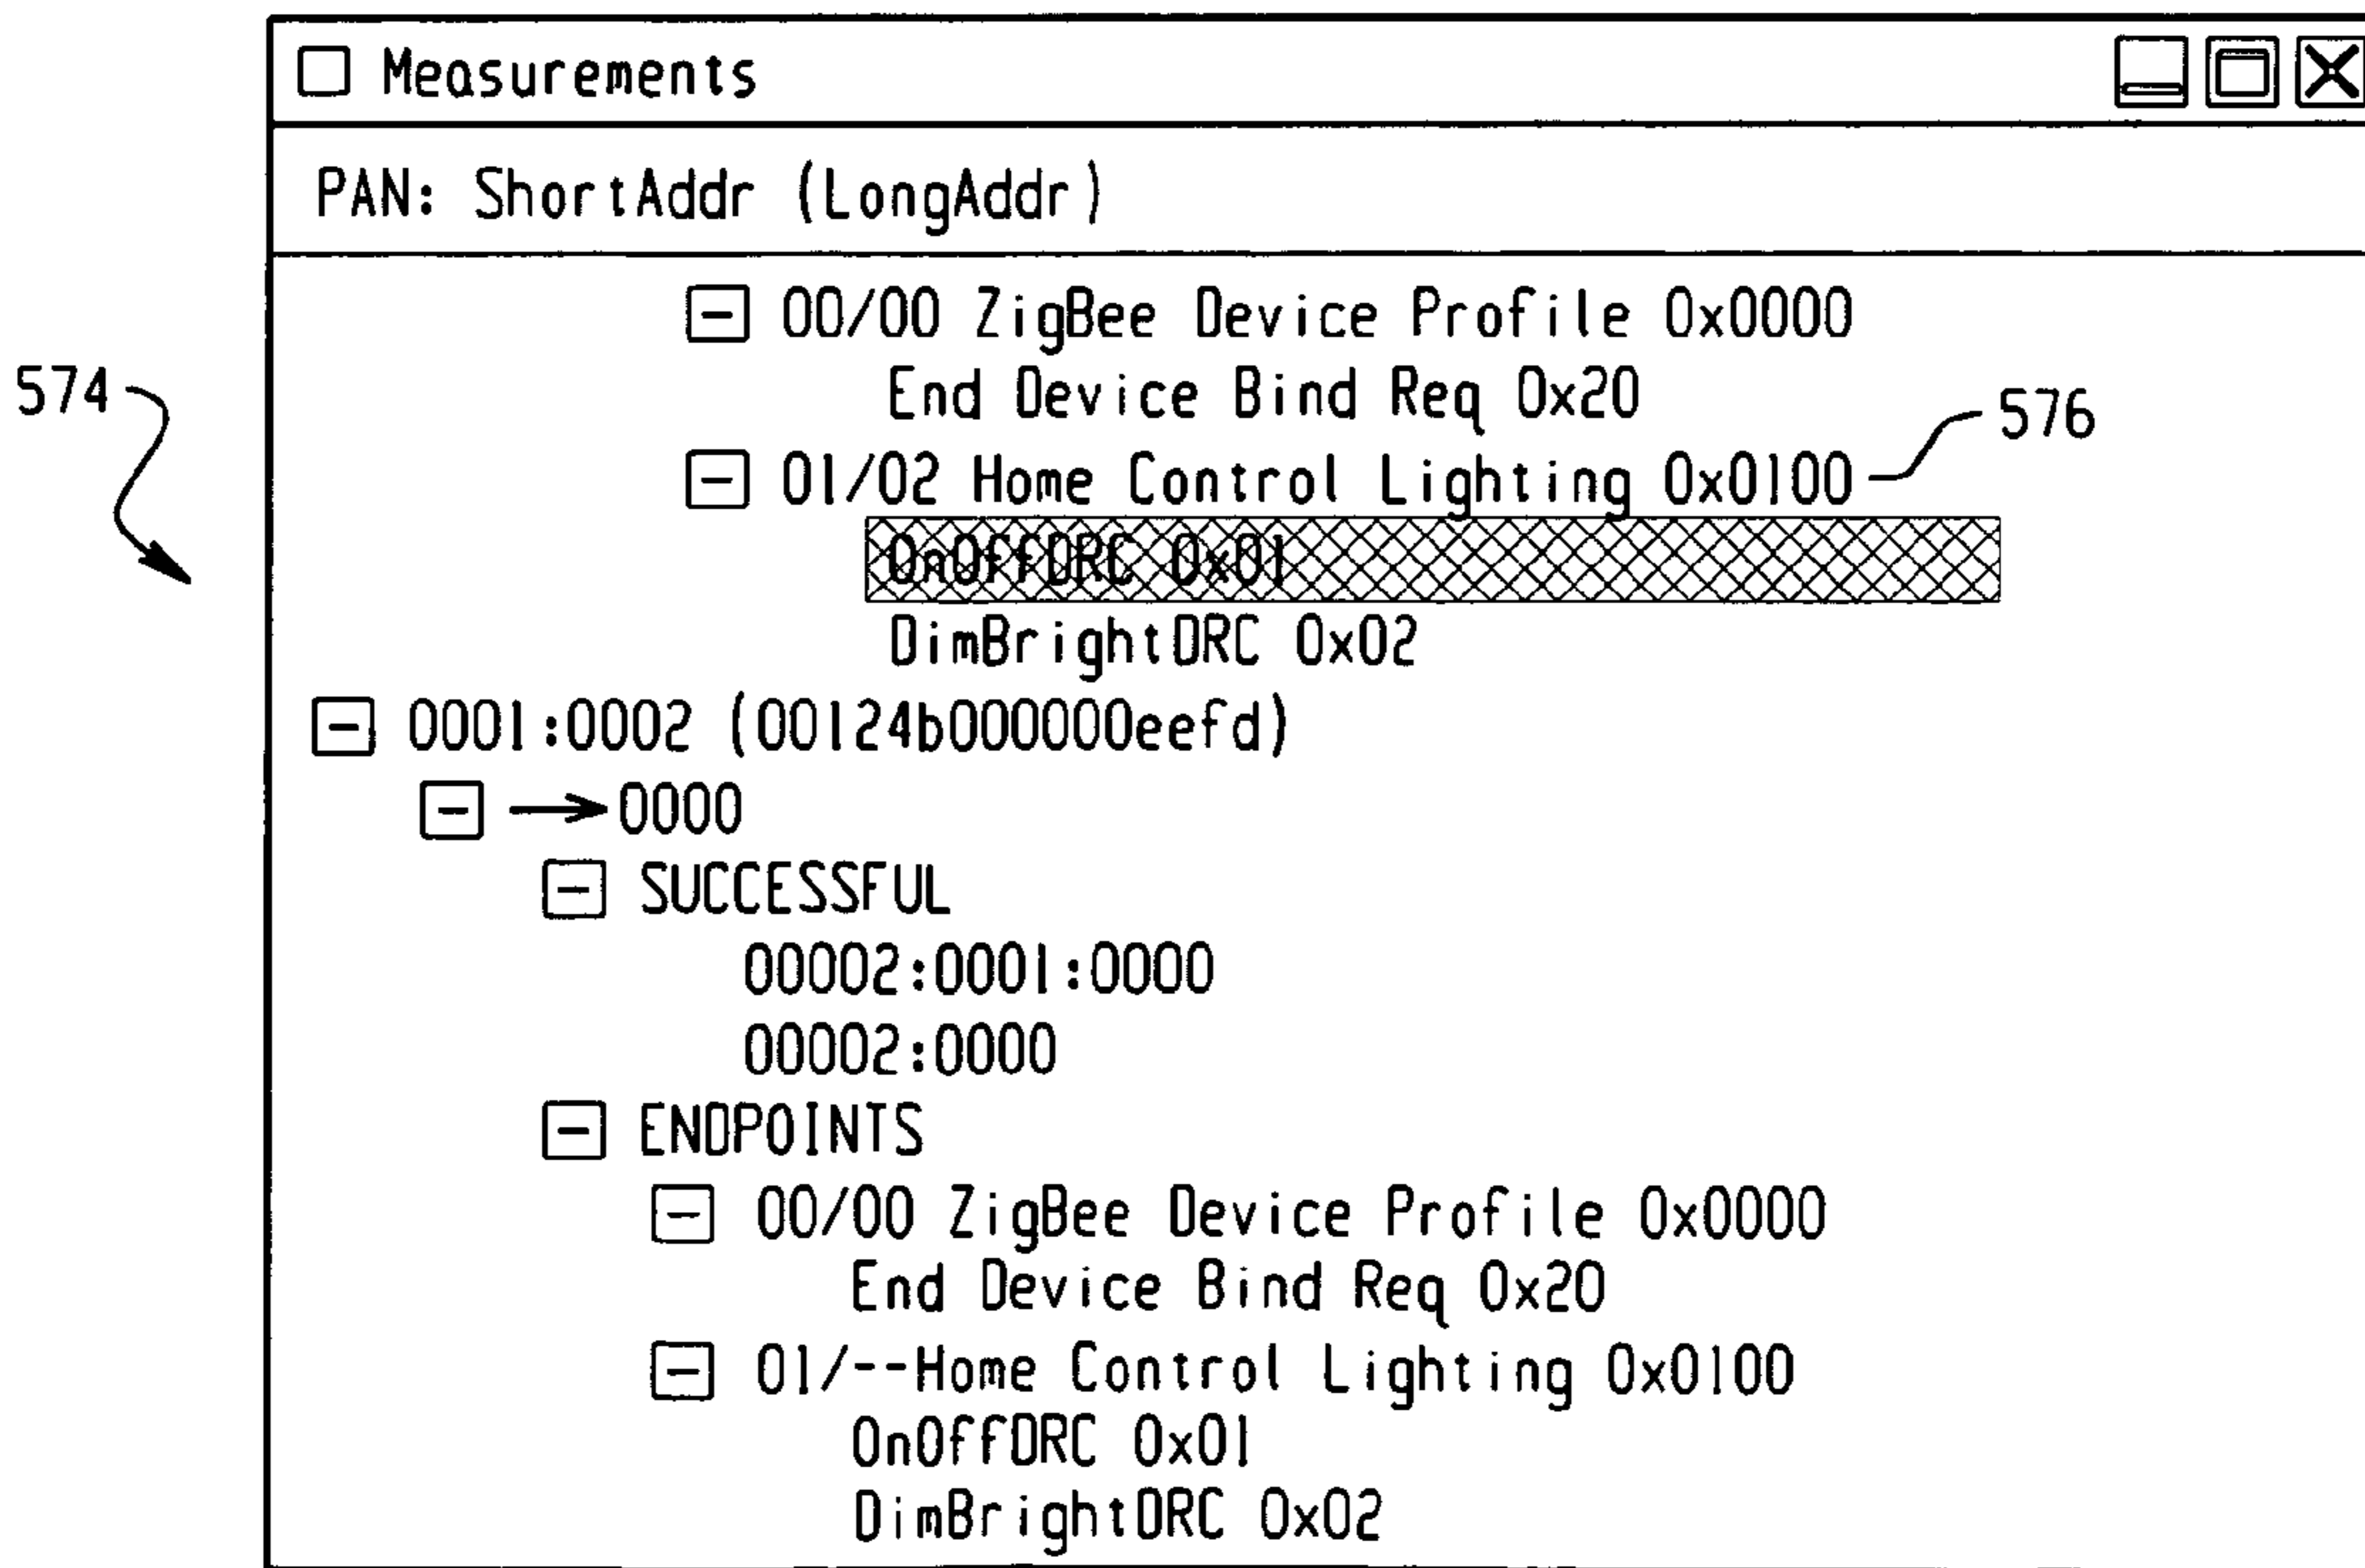 Measurements
PAN: ShortAddr (LongAddr)
00/00 ZigBee Device Profile 0x0000
End Device Bind Req 0x20
574
576
01/02 Home Control Lighting 0x0100
OnOffDRC 0x01
DimBrightDRC 0x02
0001:0002 (00124b000000eefd)
0000
SUCCESSFUL
00002:0001:0000
00002:0000
ENDPOINTS
00/00 ZigBee Device Profile 0x0000
End Device Bind Req 0x20
01/--Home Control Lighting 0x0100
OnOffDRC 0x01
DimBrightDRC 0x02